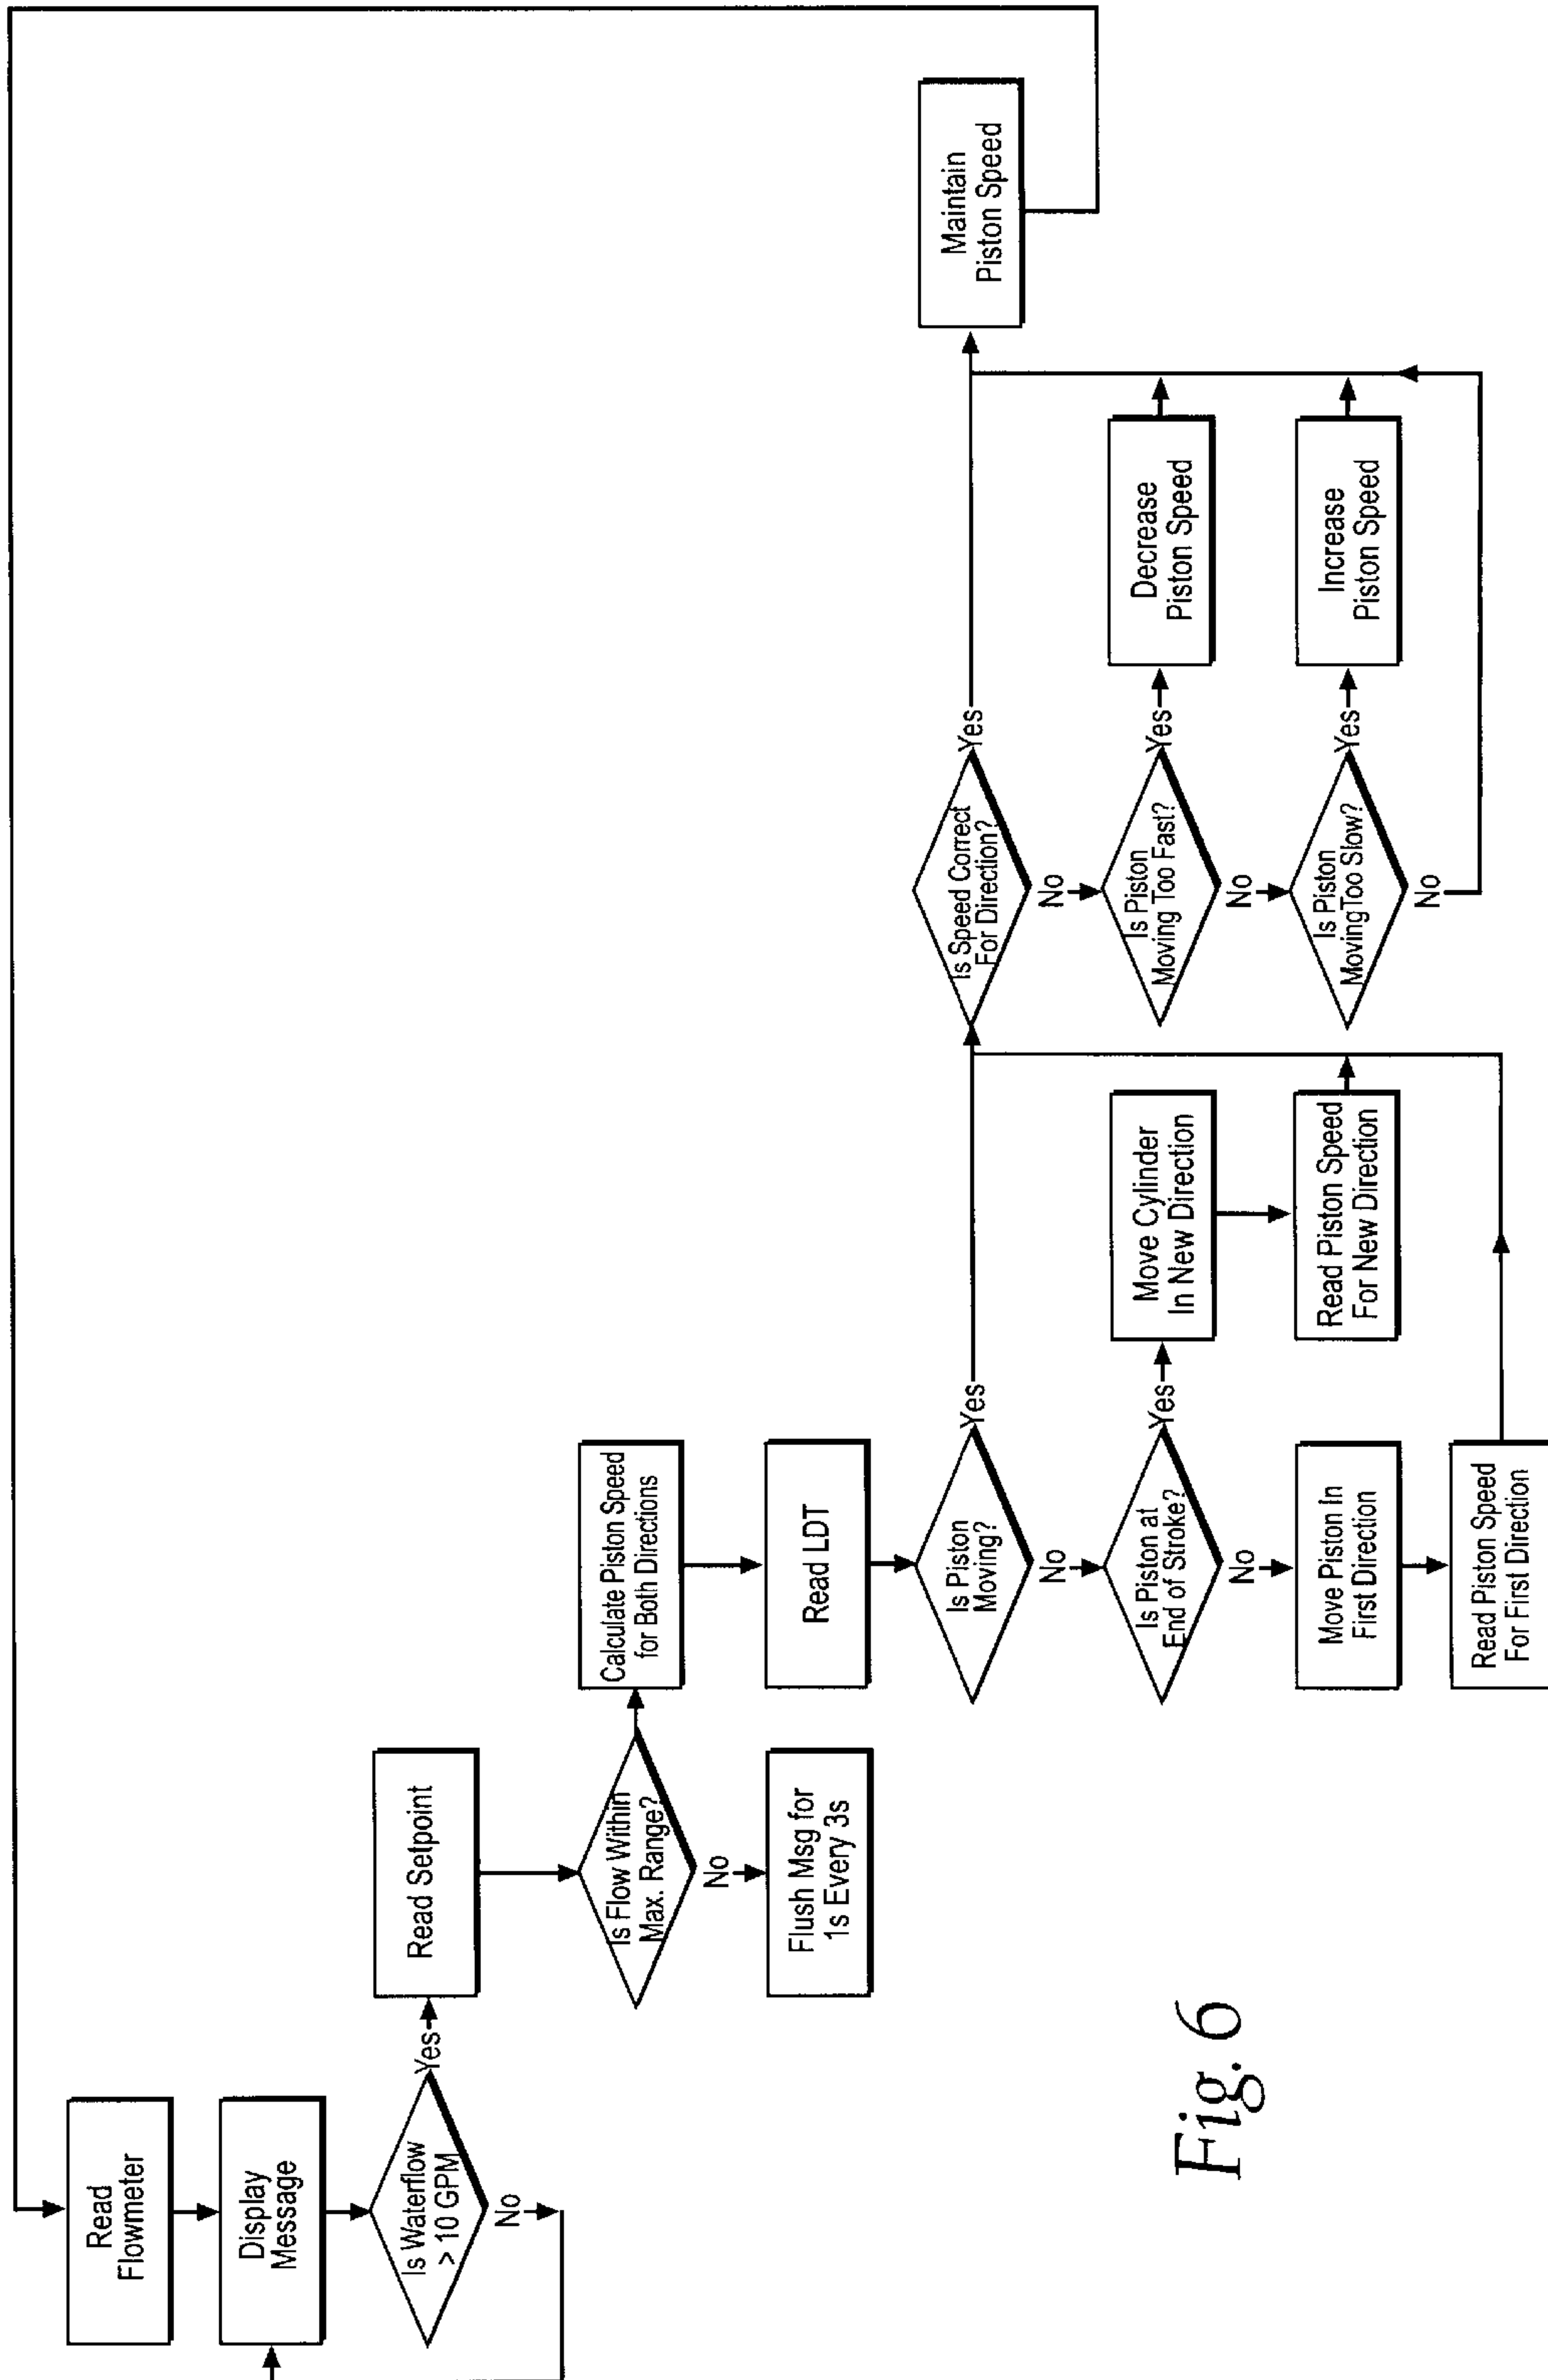 Read
Flowmeter
Display
Message
Is Waterflow
> 10 GPM
Yes
No
Read Setpoint
Is Flow Within
Max. Range?
No
Flush Msg for
1s Every 3s
Calculate Piston Speed
for Both Directions
Read LDT
Is Piston
Moving?
Yes
No
Is Piston at
End of Stroke?
Yes
No
Move Piston In
First Direction
Read Piston Speed
For First Direction
Move Cylinder
In New Direction
Read Piston Speed
For New Direction
Is Speed Correct
For Direction?
Yes
No
Is Piston
Moving Too Fast?
Yes
No
Is Piston
Moving Too Slow?
Yes
No
Decrease
Piston Speed
Increase
Piston Speed
Maintain
Piston Speed
Fig. 6